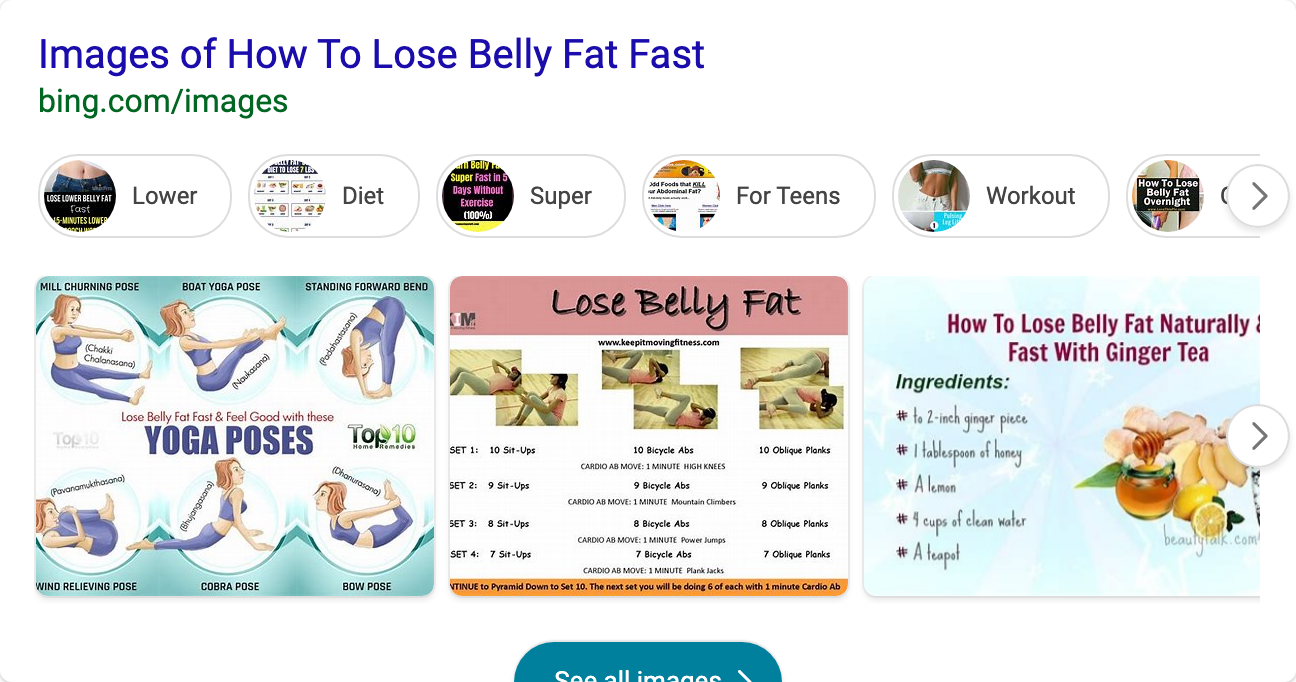 Images of How To Lose Belly Fat Fast
bing.com/images
LOSE LOWER BELLY FAT
Fast
Lower
DIET TO LOSE 7
Diet
Super Fast in 5
Days Without
Exercise
(100%)
Super
Odd Foods that KILL
For Teens
Workout
How To Lose
Belly Fat
Overnight
MILL CHURNING POSE
BOAT YOGA POSE
STANDING FORWARD BEND
(Chakki
Chalanasana)
(Naukasana)
(Padahastasana)
Lose Belly Fat Fast & Feel Good with these
YOGA POSES
Top10
Top10
Home Remedies
(Pavanamukthasana)
(Bhujangasana)
(Dhanurasana)
WIND RELIEVING POSE
COBRA POSE
BOW POSE
Lose Belly Fat
www.keepitmovingfitness.com
SET 1: 10 Sit-Ups 10 Bicycle Abs 10 Oblique Planks
CARDIO AB MOVE: 1 MINUTE HIGH KNEES
SET 2: 9 Sit-Ups 9 Bicycle Abs 9 Oblique Planks
CARDIO AB MOVE: 1 MINUTE Mountain Climbers
SET 3: 8 Sit-Ups 8 Bicycle Abs 8 Oblique Planks
CARDIO AB MOVE: 1 MINUTE Power Jumps
SET 4: 7 Sit-Ups 7 Bicycle Abs 7 Oblique Planks
CARDIO AB MOVE: 1 MINUTE Plank Jacks
to Pyramid Down to Set 10. The next set you will be doing 6 of each with 1 minute Cardio Ab
How To Lose Belly Fat Naturally &
Fast With Ginger Tea
Ingredients:
# to 2-inch ginger piece
# 1 tablespoon of honey
# A lemon
# 4 cups of clean water
# A teapot
beautytalk.com
See all images